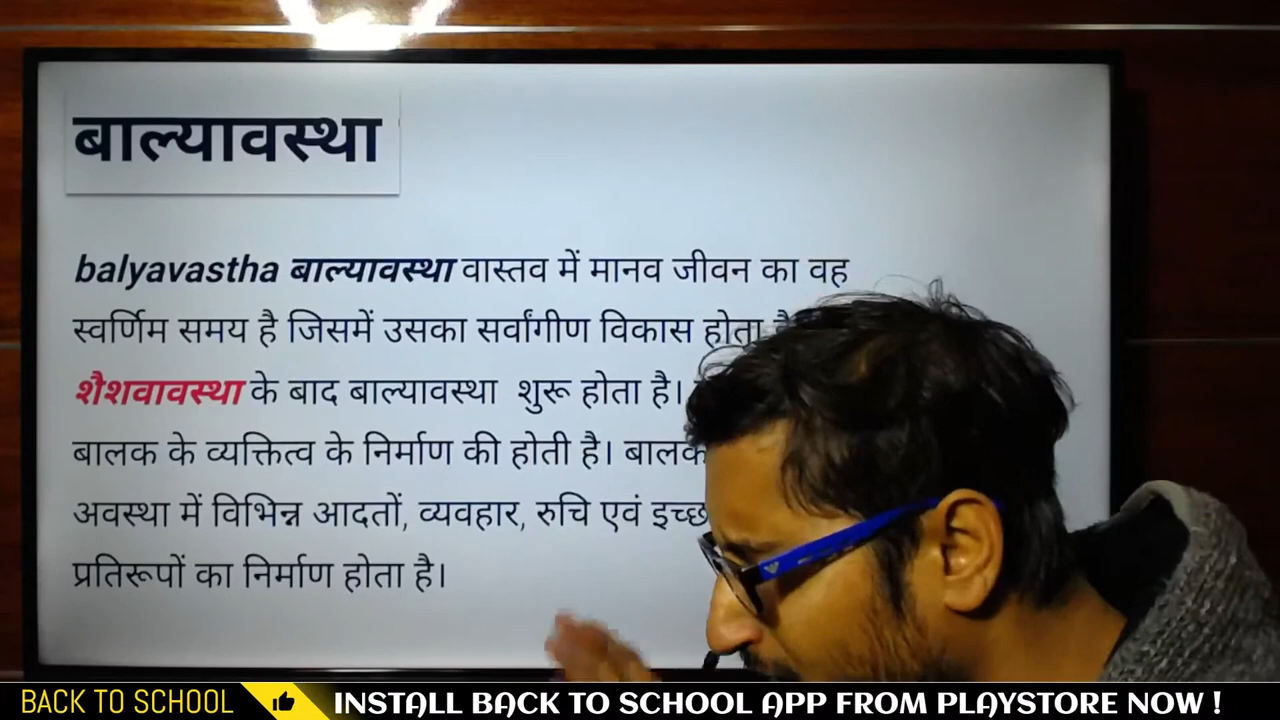 बाल्यावस्था
balyavastha बाल्यावस्था वास्तव में मानव जीवन का वह
स्वर्णिम समय है जिसमें उसका सर्वांगीण विकास होता
शैशवावस्था के बाद बाल्यावस्था शुरू होता है।
बालक के व्यक्तित्व के निर्माण की होती है। बालक
अवस्था में विभिन्न आदतों, व्यवहार, रुचि एवं
प्रतिरूपों का निर्माण होता है।
BACK TO SCHOOL INSTALL BACK TO SCHOOL APP FROM PLAYSTORE NOW !